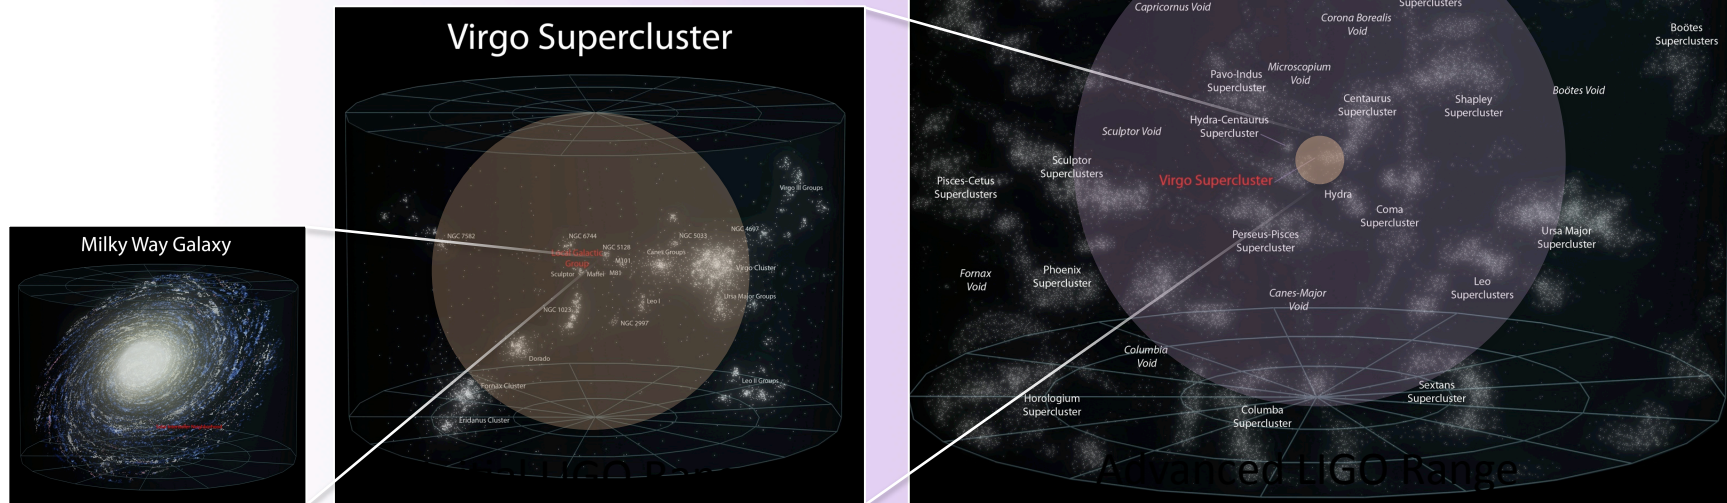 Milky Way Galaxy
Virgo Supercluster
Virgo III Groups
NGC 7582
NGC 6744
NGC 5033
NGC 4697
NGC 5128
Local Galactic
Group
M101
Canes Groups
Sculptor
Maffei
M83
Virgo Cluster
Ursa Major Groups
Leo I
NGC 1023
NGC 2997
Dorado
Fornax Cluster
Leo II Groups
Eridanus Cluster
LIGO
Superclusters
Capricornus Void
Corona Borealis
Void
Boötes
Superclusters
Microscopium
Void
Pavo-Indus
Supercluster
Boötes Void
Centaurus
Supercluster
Shapley
Supercluster
Hydra-Centaurus
Supercluster
Sculptor Void
Sculptor
Superclusters
Pisces-Cetus
Superclusters
Virgo Supercluster
Hydra
Coma
Supercluster
Perseus-Pisces
Supercluster
Ursa Major
Supercluster
Fornax
Void
Phoenix
Supercluster
Leo
Superclusters
Canes-Major
Void
Columbia
Void
Sextans
Supercluster
Horologium
Supercluster
Columba
Supercluster
Advanced LIGO Range